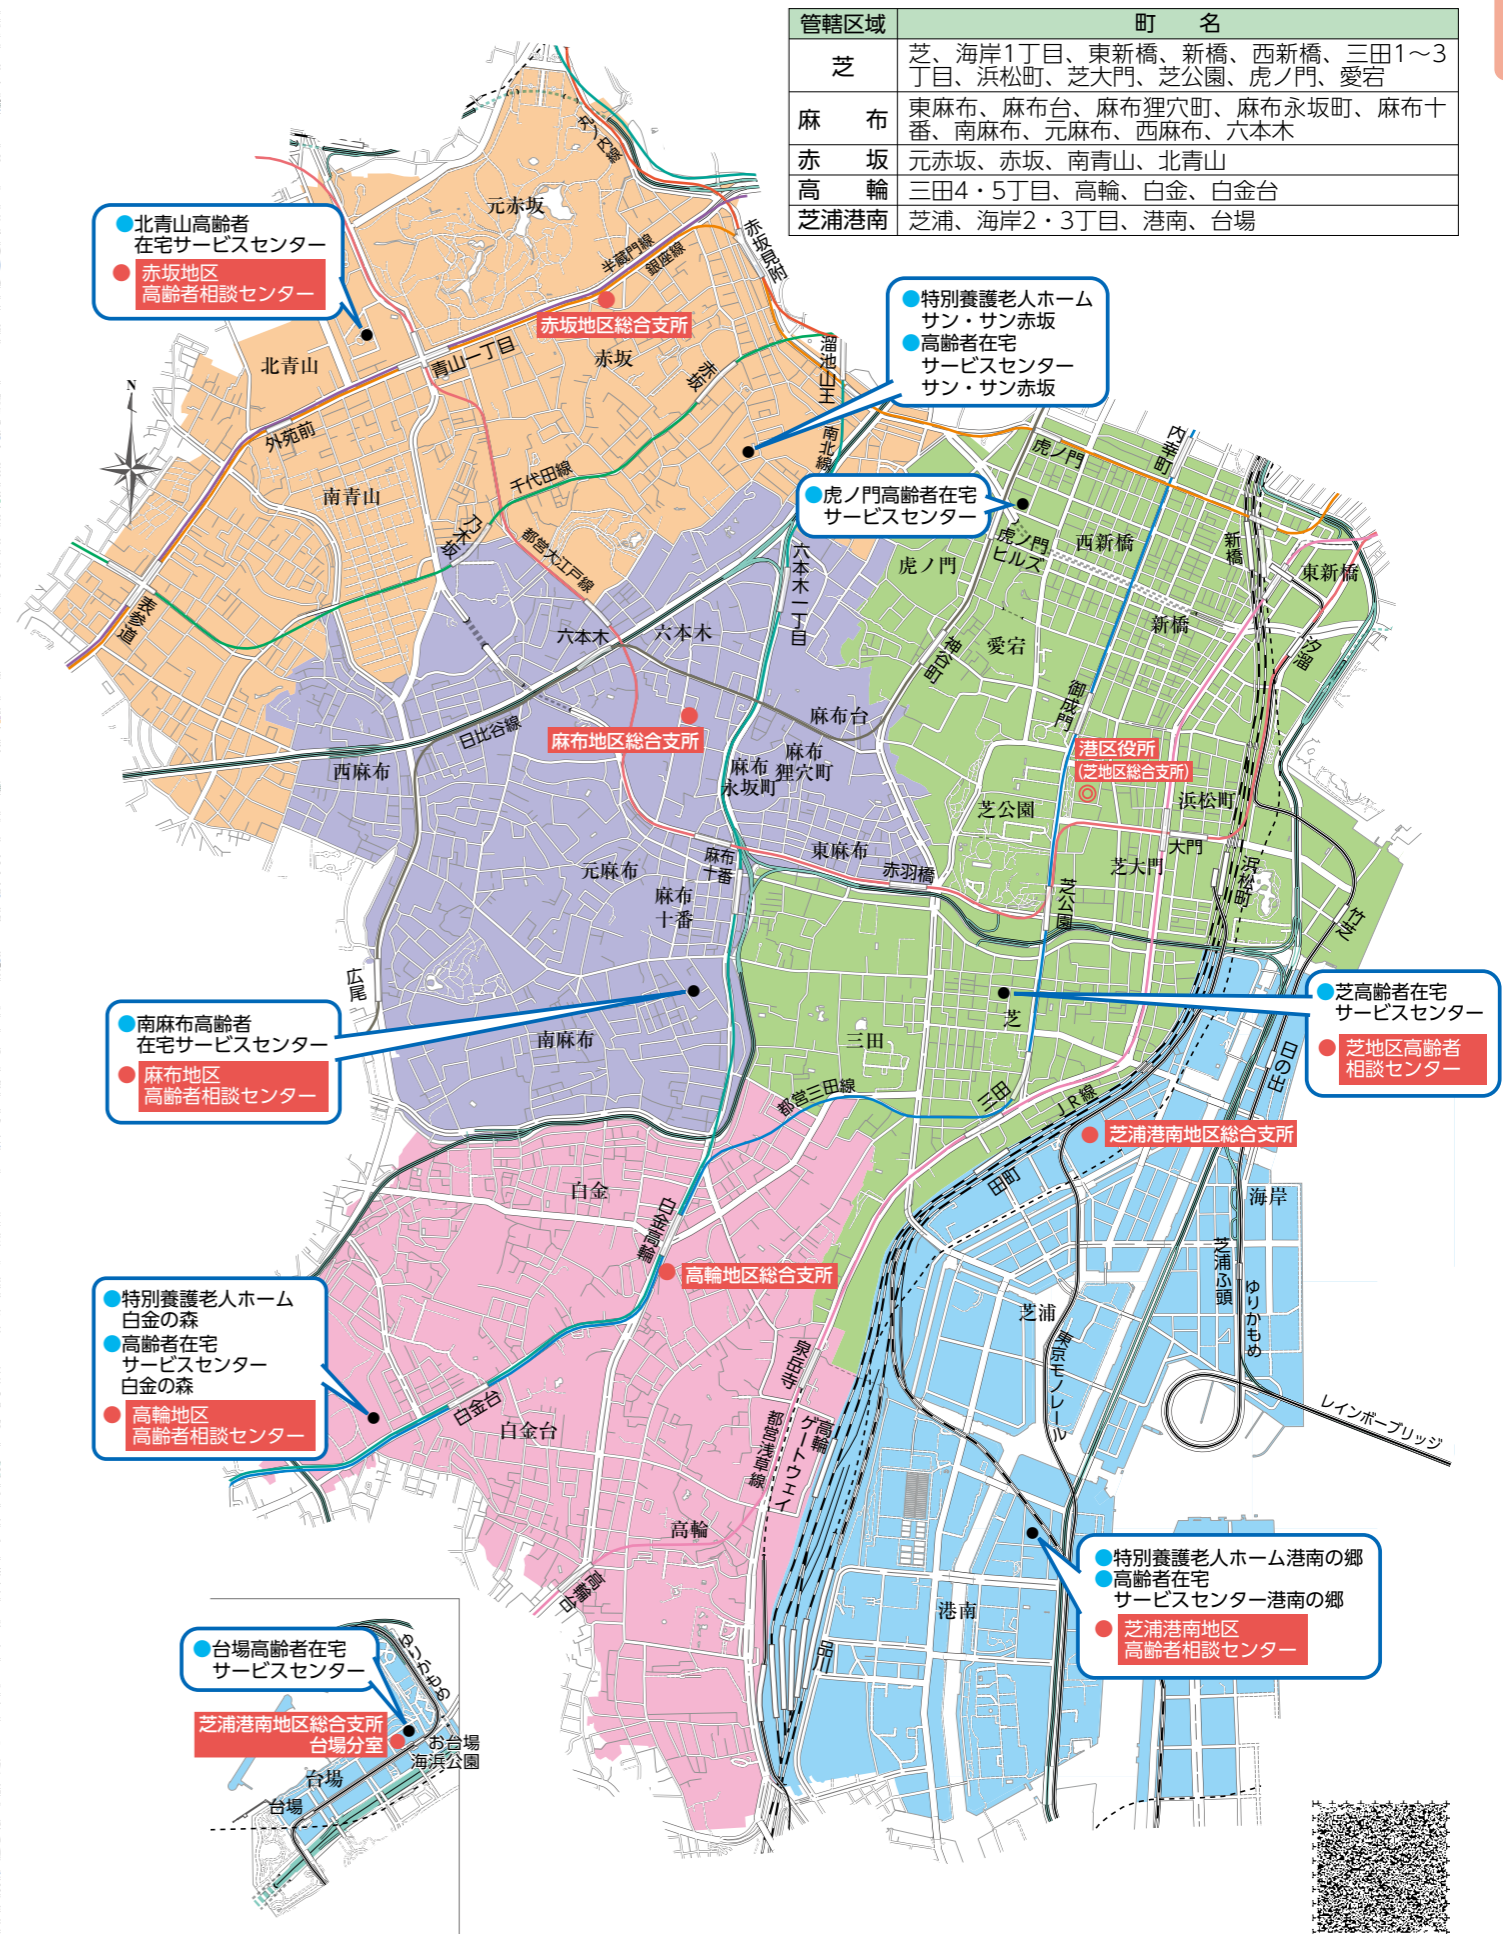 管轄区域 町　名
芝 芝、海岸1丁目、東新橋、新橋、西新橋、三田1～3
丁目、浜松町、芝大門、芝公園、虎ノ門、愛宕
麻　布 東麻布、麻布台、麻布狸穴町、麻布永坂町、麻布十
番、南麻布、元麻布、西麻布、六本木
赤　坂 元赤坂、赤坂、南青山、北青山
高　輪 三田4・5丁目、高輪、白金、白金台
芝浦港南 芝浦、海岸2・3丁目、港南、台場
丸ノ内線
元赤坂
北青山高齢者
在宅サービスセンター
赤坂地区
高齢者相談センター
半蔵門線
銀座線
赤坂見附
赤坂地区総合支所
特別養護老人ホーム
サン・サン赤坂
高齢者在宅
サービスセンター
サン・サン赤坂
北青山
青山一丁目
赤坂
赤坂
溜池山王
N
外苑前
南青山
千代田線
南北線
虎ノ門
内幸町
虎ノ門高齢者在宅
サービスセンター
乃木坂
都営大江戸線
虎ノ門
ヒルズ
西新橋
新橋
東新橋
六本木一丁目
虎ノ門
表参道
六本木
六本木
愛宕
神谷町
新橋
汐留
御成門
麻布台
日比谷線
麻布地区総合支所
麻布
狸穴町
麻布
永坂町
西麻布
港区役所
(芝地区総合支所)
芝公園
浜松町
大門
東麻布
麻布
十番
元麻布
麻布
十番
赤羽橋
芝大門
浜松町
芝公園
竹芝
広尾
南麻布高齢者
在宅サービスセンター
麻布地区
高齢者相談センター
南麻布
三田
芝
芝高齢者在宅
サービスセンター
芝地区高齢者
相談センター
日の出
都営三田線
三田
JR線
芝浦港南地区総合支所
田町
海岸
白金
白金高輪
高輪地区総合支所
芝浦ふ頭
ゆりかもめ
芝浦
東京モノレール
特別養護老人ホーム
白金の森
高齢者在宅
サービスセンター
白金の森
高輪地区
高齢者相談センター
泉岳寺
白金台
白金台
都営浅草線
高輪
ゲートウェイ
レインボーブリッジ
高輪
高輪台
特別養護老人ホーム港南の郷
高齢者在宅
サービスセンター港南の郷
芝浦港南地区
高齢者相談センター
港南
品川
台場高齢者在宅
サービスセンター
ゆりかもめ
芝浦港南地区総合支所
台場分室
お台場
海浜公園
台場
台場